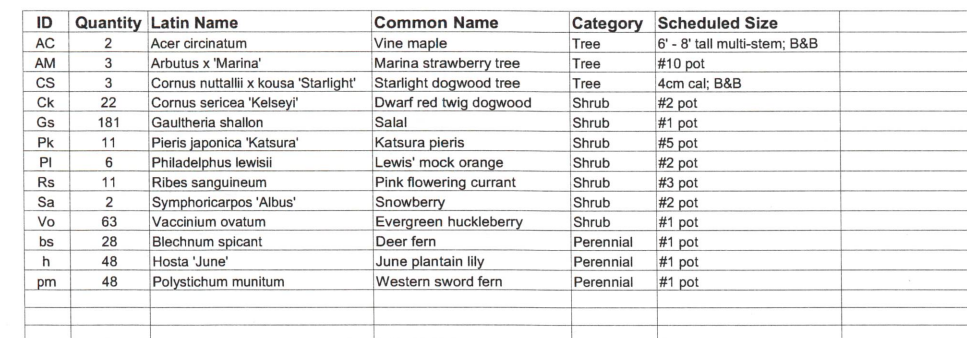 ID Quantity Latin Name Common Name Category Scheduled Size
AC 2 Acer circinatum Vine maple Tree 6' - 8' tall multi-stem; B&B
AM 3 Arbutus x 'Marina' Marina strawberry tree Tree #10 pot
CS 3 Cornus nuttallii x kousa 'Starlight' Starlight dogwood tree Tree 4cm cal; B&B
Ck 22 Cornus sericea 'Kelseyi' Dwarf red twig dogwood Shrub #2 pot
Gs 181 Gaultheria shallon Salal Shrub #1 pot
Pk 11 Pieris japonica 'Katsura' Katsura pieris Shrub #5 pot
Pl 6 Philadelphus lewisii Lewis' mock orange Shrub #2 pot
Rs 11 Ribes sanguineum Pink flowering currant Shrub #3 pot
Sa 2 Symphoricarpos 'Albus' Snowberry Shrub #2 pot
Vo 63 Vaccinium ovatum Evergreen huckleberry Shrub #1 pot
bs 28 Blechnum spicant Deer fern Perennial #1 pot
h 48 Hosta 'June' June plantain lily Perennial #1 pot
pm 48 Polystichum munitum Western sword fern Perennial #1 pot